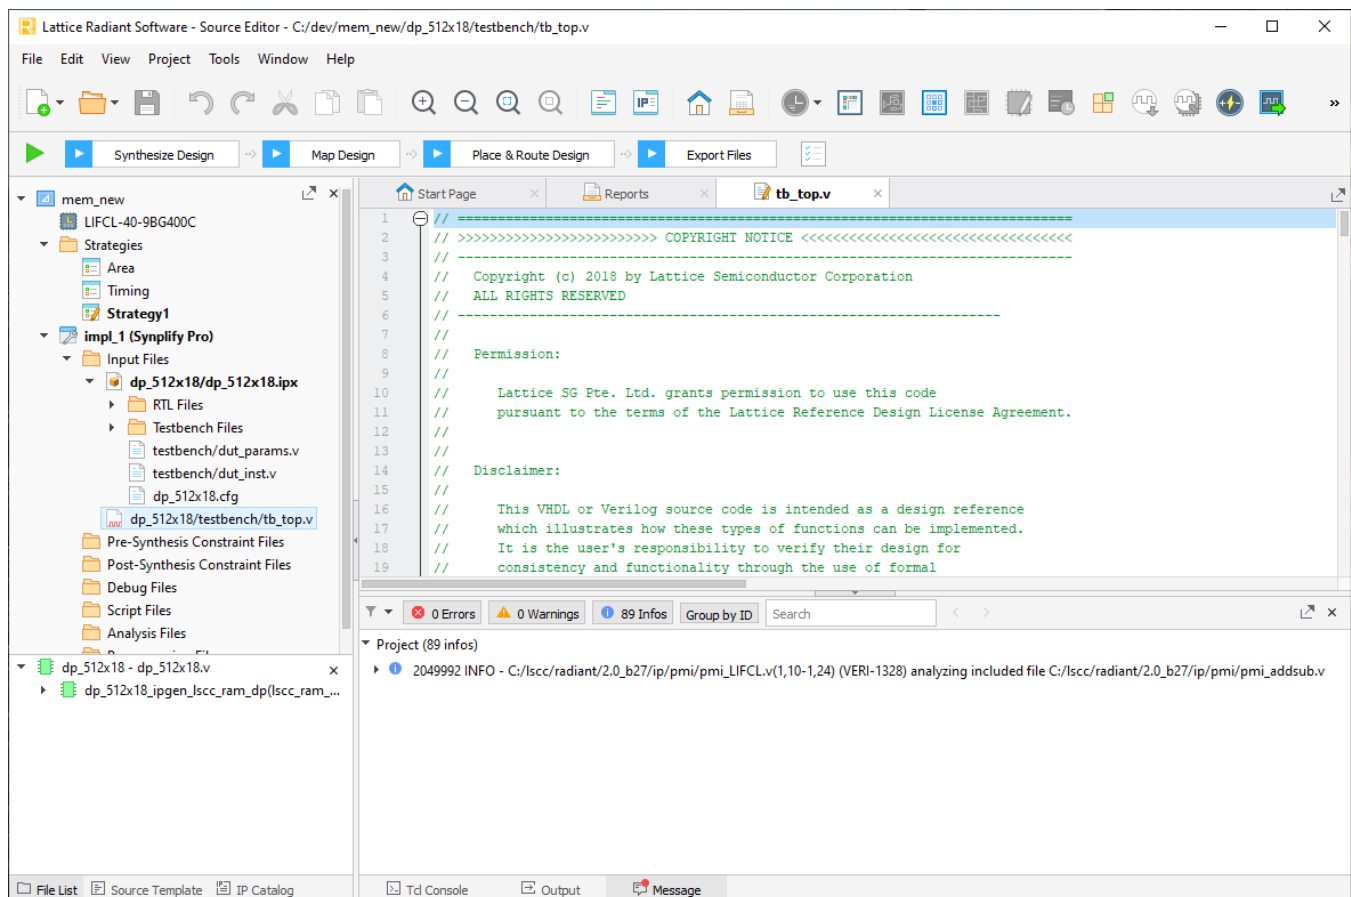 Lattice Radiant Software - Source Editor - C:/dev/mem_new/dp_512x18/testbench/tb_top.v
File Edit View Project Tools Window Help
IP
»
Synthesize Design Map Design Place & Route Design Export Files
mem_new
LIFCL-40-9BG400C
Strategies
Area
Timing
Strategy1
impl_1 (Synplify Pro)
Input Files
dp_512x18/dp_512x18.ipx
RTL Files
Testbench Files
testbench/dut_params.v
testbench/dut_inst.v
dp_512x18.cfg
dp_512x18/testbench/tb_top.v
Pre-Synthesis Constraint Files
Post-Synthesis Constraint Files
Debug Files
Script Files
Analysis Files
dp_512x18 - dp_512x18.v
dp_512x18_ipgen_lscc_ram_dp(lscc_ram_...
File List Source Template IP Catalog
Start Page Reports tb_top.v
1 // =============================================================================
2 // >>>>>>>>>>>>>>>>>>>>>>>>> COPYRIGHT NOTICE <<<<<<<<<<<<<<<<<<<<<<<<<<<<<<<<<<
3 // -----------------------------------------------------------------------------
4 // Copyright (c) 2018 by Lattice Semiconductor Corporation
5 // ALL RIGHTS RESERVED
6 // --------------------------------------------------------------------
7 //
8 // Permission:
9 //
10 // Lattice SG Pte. Ltd. grants permission to use this code
11 // pursuant to the terms of the Lattice Reference Design License Agreement.
12 //
13 //
14 // Disclaimer:
15 //
16 // This VHDL or Verilog source code is intended as a design reference
17 // which illustrates how these types of functions can be implemented.
18 // It is the user's responsibility to verify their design for
19 // consistency and functionality through the use of formal
0 Errors 0 Warnings 89 Infos Group by ID Search
Project (89 infos)
2049992 INFO - C:/lscc/radiant/2.0_b27/ip/pmi/pmi_LIFCL.v(1,10-1,24) (VERI-1328) analyzing included file C:/lscc/radiant/2.0_b27/ip/pmi/pmi_addsub.v
Tcl Console Output Message